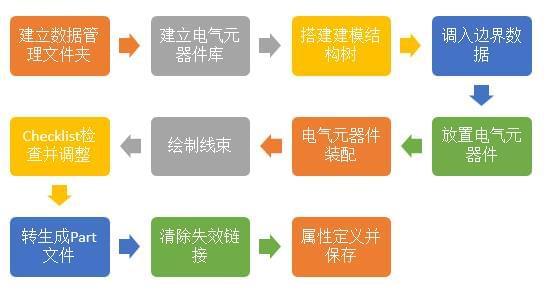 建立数据管
理文件夹
建立电气元
器件库
搭建建模结
构树
调入边界数
据
放置电气元
器件
电气元器件
装配
绘制线束
Checklist检
查并调整
转生成Part
文件
清除失效链
接
属性定义并
保存